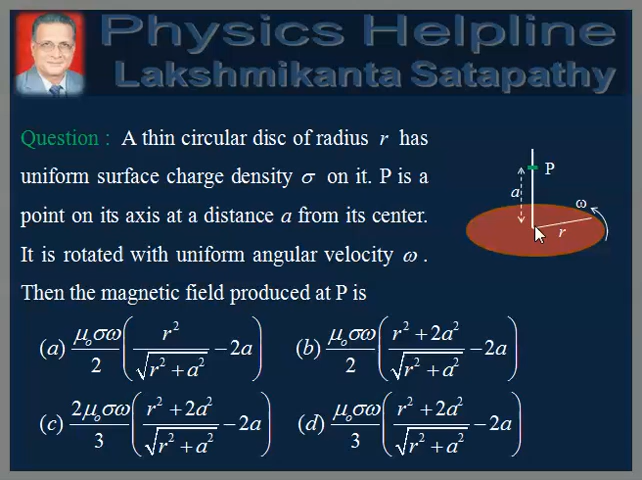 Physics Helpline
Lakshmikanta Satapathy
Question : A thin circular disc of radius r has
uniform surface charge density σ on it. P is a
point on its axis at a distance a from its center.
It is rotated with uniform angular velocity ω .
Then the magnetic field produced at P is
P
a
ω
r
(a) μ₀σω/2 ( r²/√(r² + a²) − 2a ) (b) μ₀σω/2 ( (r² + 2a²)/√(r² + a²) − 2a )
(c) 2μ₀σω/3 ( (r² + 2a²)/√(r² + a²) − 2a ) (d) μ₀σω/3 ( (r² + 2a²)/√(r² + a²) − 2a )